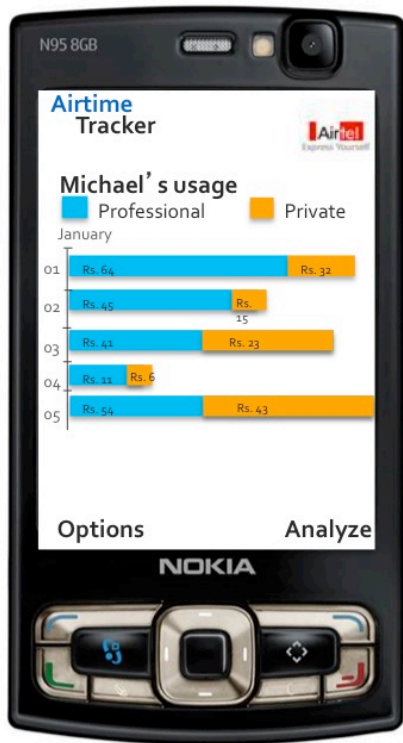 N95 8GB
Airtime
Tracker
Airtel
Express Yourself
Michael's usage
Professional Private
January
01 Rs. 64 Rs. 32
02 Rs. 45 Rs.
15
03 Rs. 41 Rs. 23
04 Rs. 11 Rs. 6
05 Rs. 54 Rs. 43
Options Analyze
NOKIA